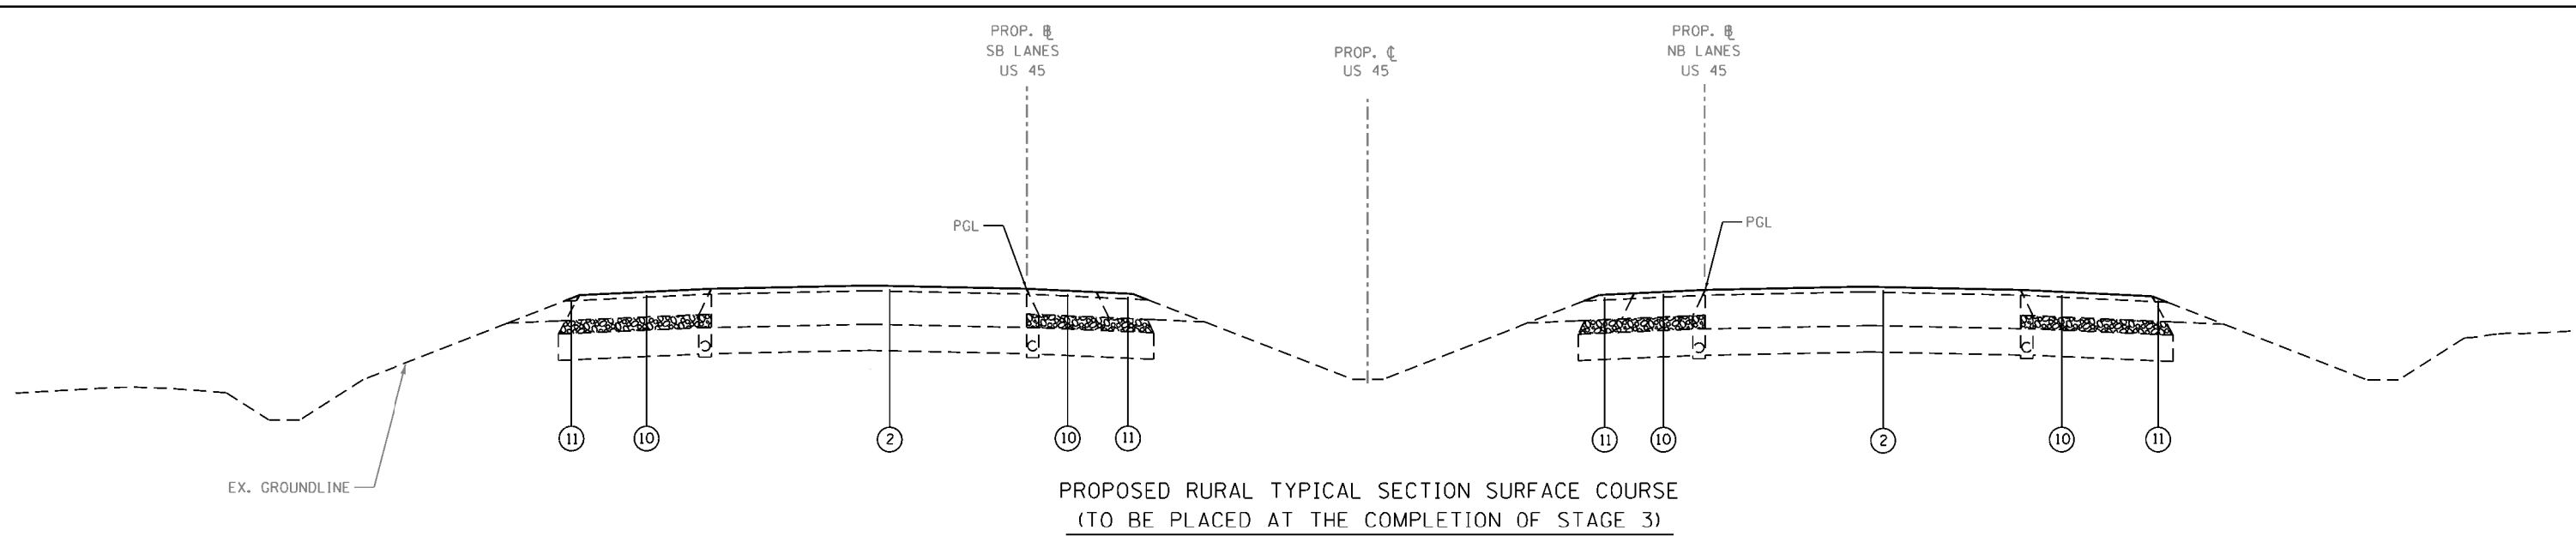 PROP. ℄
US 45
PROP. B̵L
SB LANES
US 45
PROP. B̵L
NB LANES
US 45
PGL
PGL
11
10
2
10
11
11
10
2
10
11
EX. GROUNDLINE
PROPOSED RURAL TYPICAL SECTION SURFACE COURSE
(TO BE PLACED AT THE COMPLETION OF STAGE 3)